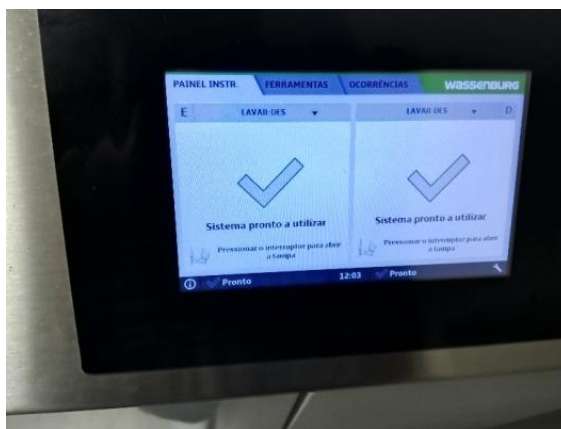 PAINEL INSTR. FERRAMENTAS OCORRÊNCIAS WASSENBURG
E LAVAR-DES LAVAR-DES D
Sistema pronto a utilizar
Pressionar o interruptor para abrir
a tampa
Sistema pronto a utilizar
Pressionar o interruptor para abrir
a tampa
Pronto 12:03 Pronto